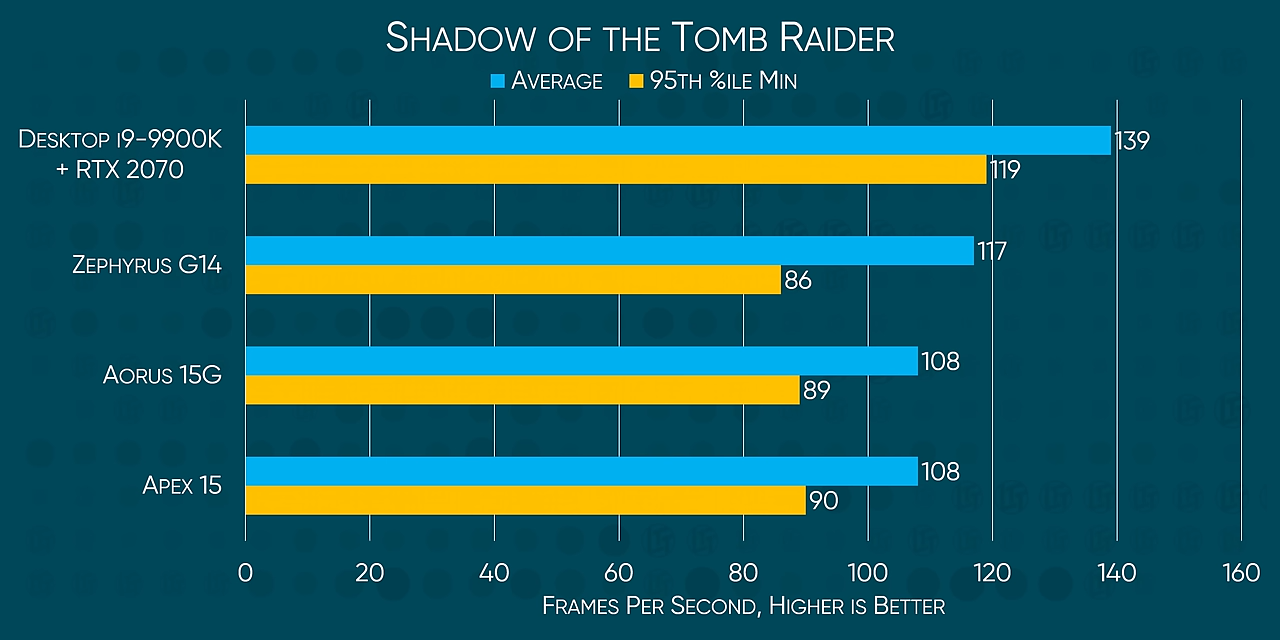 Shadow of the Tomb Raider
Average 95th %ile Min
Desktop i9-9900K
+ RTX 2070
139
119
Zephyrus G14
117
86
Aorus 15G
108
89
Apex 15
108
90
0 20 40 60 80 100 120 140 160
Frames Per Second, Higher is Better